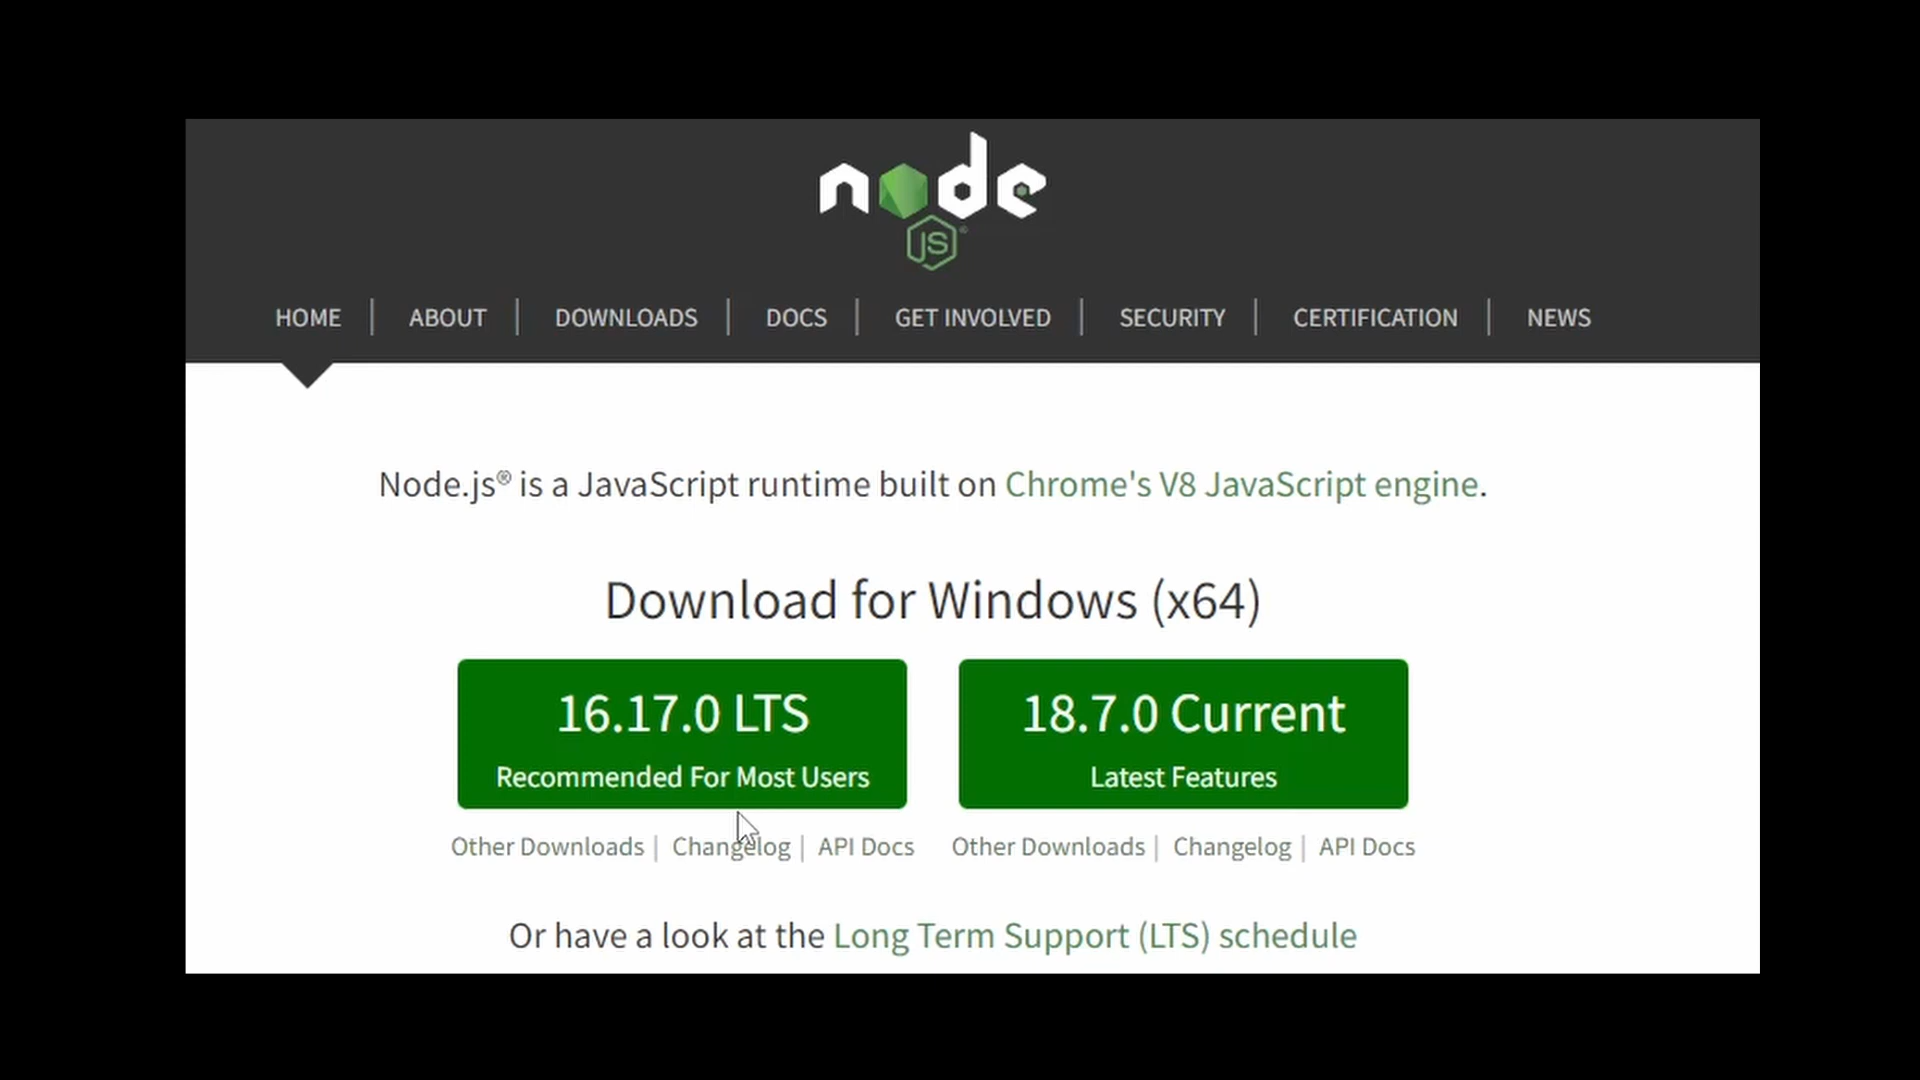 node
JS®
HOME | ABOUT | DOWNLOADS | DOCS | GET INVOLVED | SECURITY | CERTIFICATION | NEWS
Node.js® is a JavaScript runtime built on Chrome's V8 JavaScript engine.
Download for Windows (x64)
16.17.0 LTS
Recommended For Most Users
Other Downloads | Changelog | API Docs
18.7.0 Current
Latest Features
Other Downloads | Changelog | API Docs
Or have a look at the Long Term Support (LTS) schedule